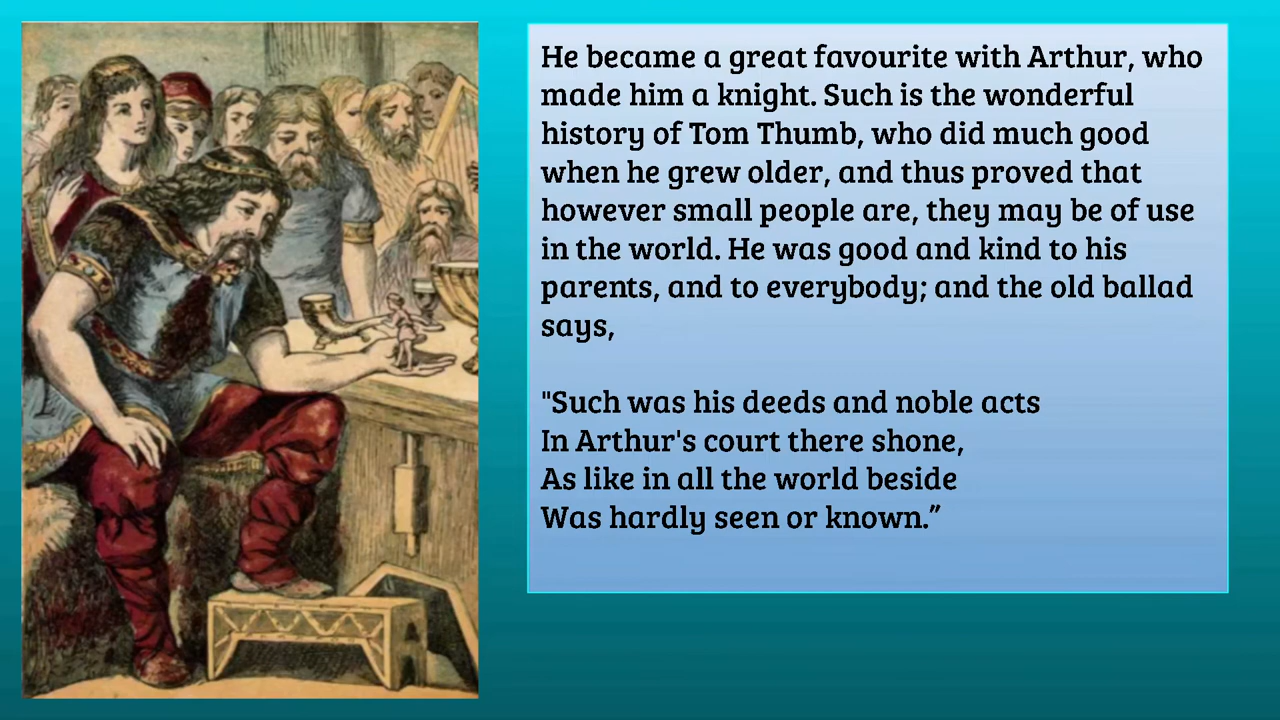 He became a great favourite with Arthur, who
made him a knight. Such is the wonderful
history of Tom Thumb, who did much good
when he grew older, and thus proved that
however small people are, they may be of use
in the world. He was good and kind to his
parents, and to everybody; and the old ballad
says,
"Such was his deeds and noble acts
In Arthur's court there shone,
As like in all the world beside
Was hardly seen or known.”